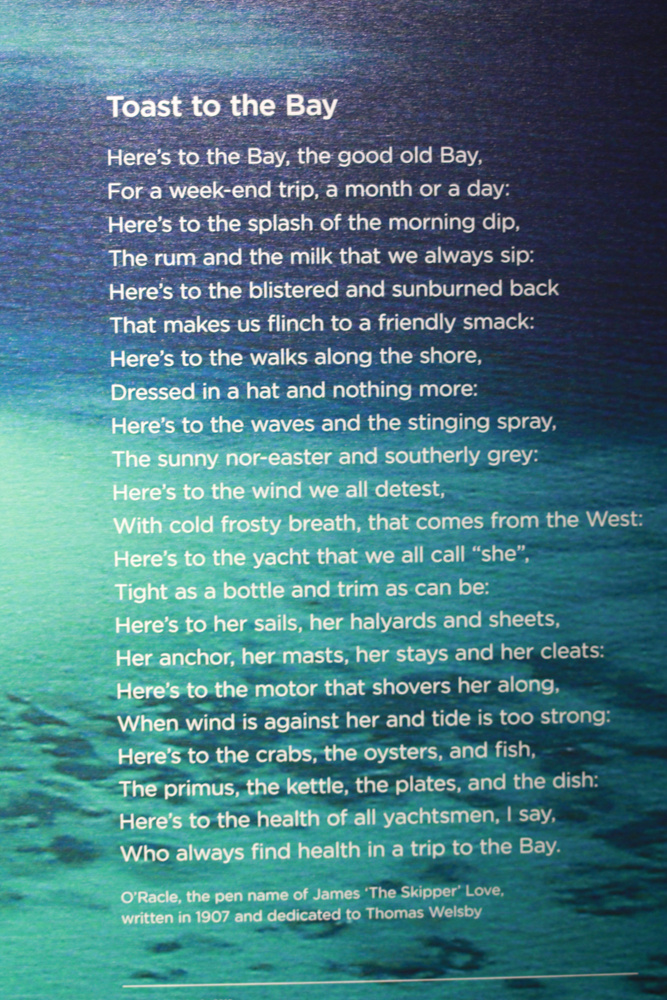 Toast to the Bay
Here's to the Bay, the good old Bay,
For a week-end trip, a month or a day:
Here's to the splash of the morning dip,
The rum and the milk that we always sip:
Here's to the blistered and sunburned back
That makes us flinch to a friendly smack:
Here's to the walks along the shore,
Dressed in a hat and nothing more:
Here's to the waves and the stinging spray,
The sunny nor-easter and southerly grey:
Here's to the wind we all detest,
With cold frosty breath, that comes from the West:
Here's to the yacht that we all call “she”,
Tight as a bottle and trim as can be:
Here's to her sails, her halyards and sheets,
Her anchor, her masts, her stays and her cleats:
Here's to the motor that shovers her along,
When wind is against her and tide is too strong:
Here's to the crabs, the oysters, and fish,
The primus, the kettle, the plates, and the dish:
Here's to the health of all yachtsmen, I say,
Who always find health in a trip to the Bay.
O'Racle, the pen name of James ‘The Skipper’ Love,
written in 1907 and dedicated to Thomas Welsby